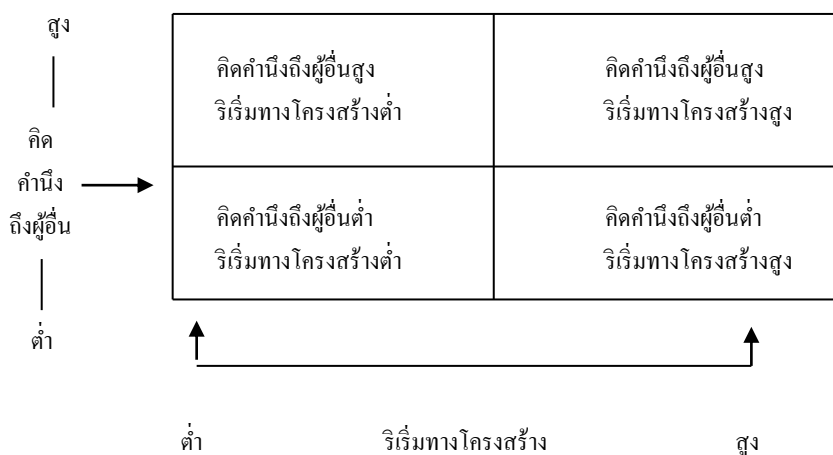 สูง
คิด
คำนึง
ถึงผู้อื่น
ต่ำ
คิดคำนึงถึงผู้อื่นสูง
ริเริ่มทางโครงสร้างต่ำ
คิดคำนึงถึงผู้อื่นสูง
ริเริ่มทางโครงสร้างสูง
คิดคำนึงถึงผู้อื่นต่ำ
ริเริ่มทางโครงสร้างต่ำ
คิดคำนึงถึงผู้อื่นต่ำ
ริเริ่มทางโครงสร้างสูง
ต่ำ ริเริ่มทางโครงสร้าง สูง